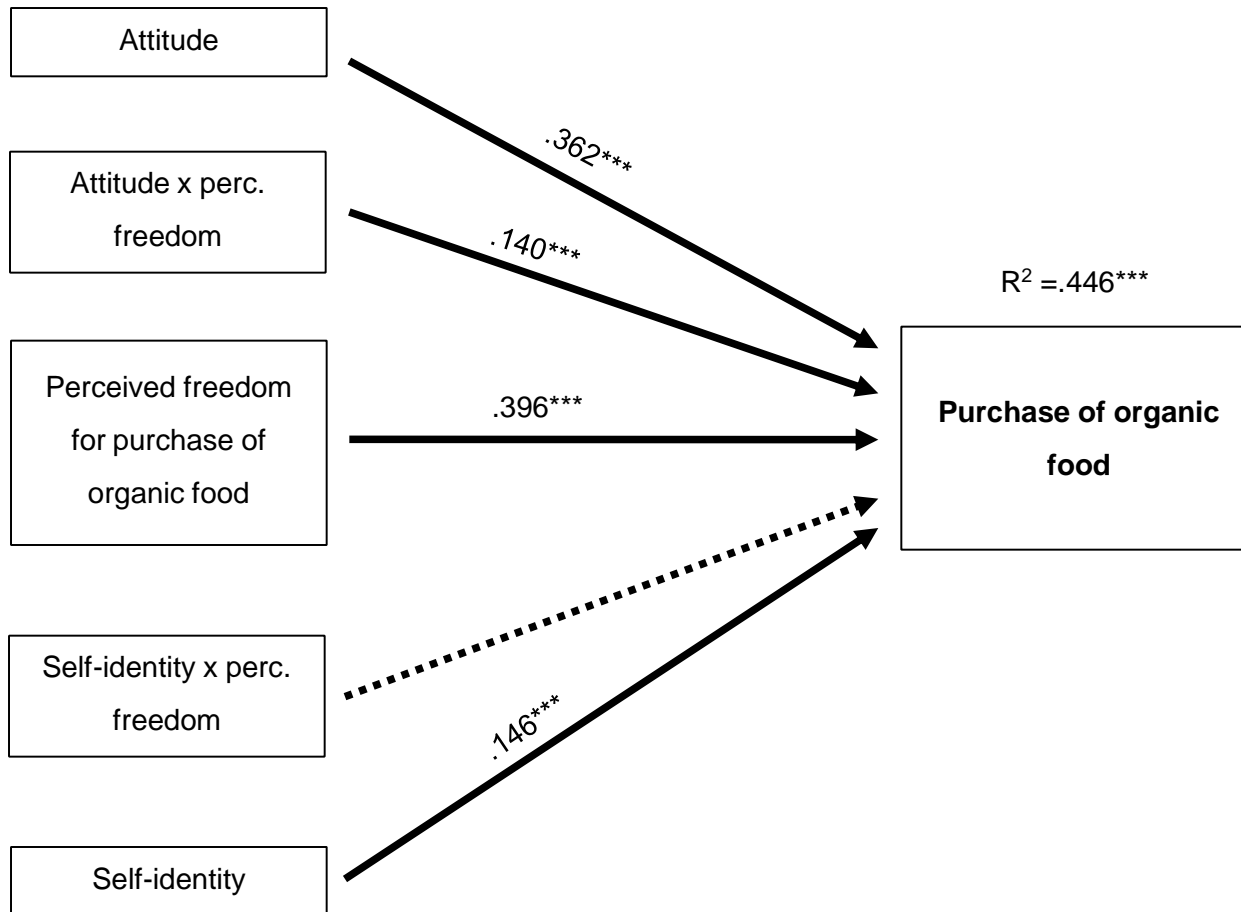 Attitude
.362***
Attitude x perc.
freedom
.140***
R² =.446***
Perceived freedom
for purchase of
organic food
.396***
Purchase of organic
food
Self-identity x perc.
freedom
.146***
Self-identity